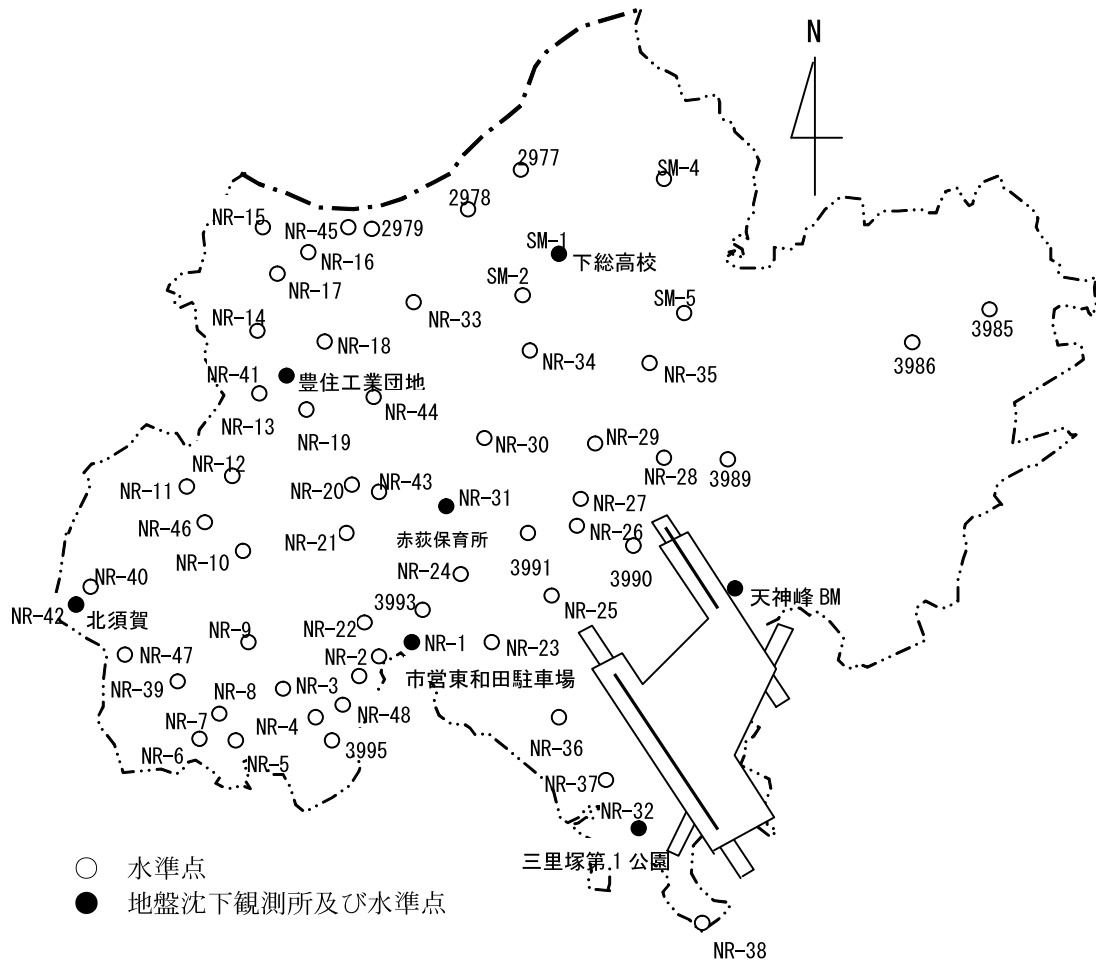 N
2977
SM-4
2978
NR-15
NR-45
2979
SM-1
下総高校
NR-16
SM-2
NR-17
NR-33
SM-5
3985
NR-14
NR-18
NR-34
3986
NR-35
NR-41
豊住工業団地
NR-44
NR-13
NR-19
NR-30
NR-29
NR-12
NR-28
3989
NR-11
NR-20
NR-43
NR-31
NR-27
NR-46
NR-21
赤荻保育所
NR-26
NR-10
NR-24
3991
3990
NR-40
天神峰 BM
NR-42
北須賀
3993
NR-25
NR-22
NR-9
NR-1
NR-23
NR-47
NR-2
市営東和田駐車場
NR-39
NR-8
NR-3
NR-48
NR-7
NR-4
NR-6
NR-5
3995
NR-36
NR-37
NR-32
三里塚第 1 公園
○ 水準点
● 地盤沈下観測所及び水準点
NR-38